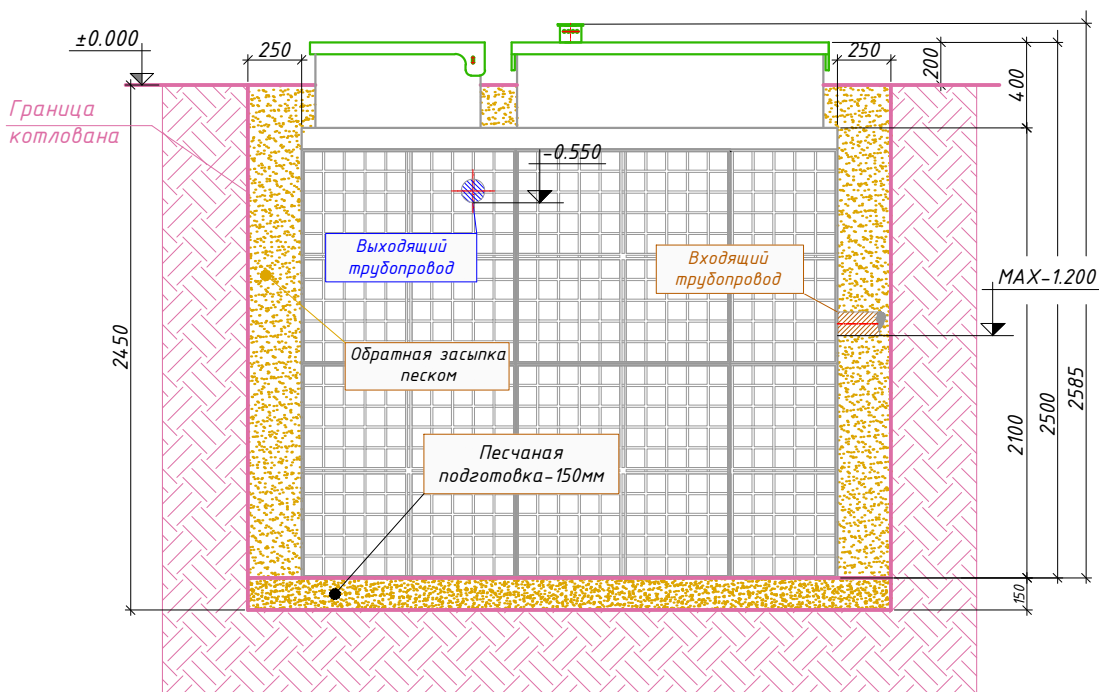 ±0.000
250
250
200
400
Граница
котлована
-0.550
Выходящий
трубопровод
Входящий
трубопровод
MAX-1.200
2450
Обратная засыпка
песком
Песчаная
подготовка-150мм
2100
2500
2585
150